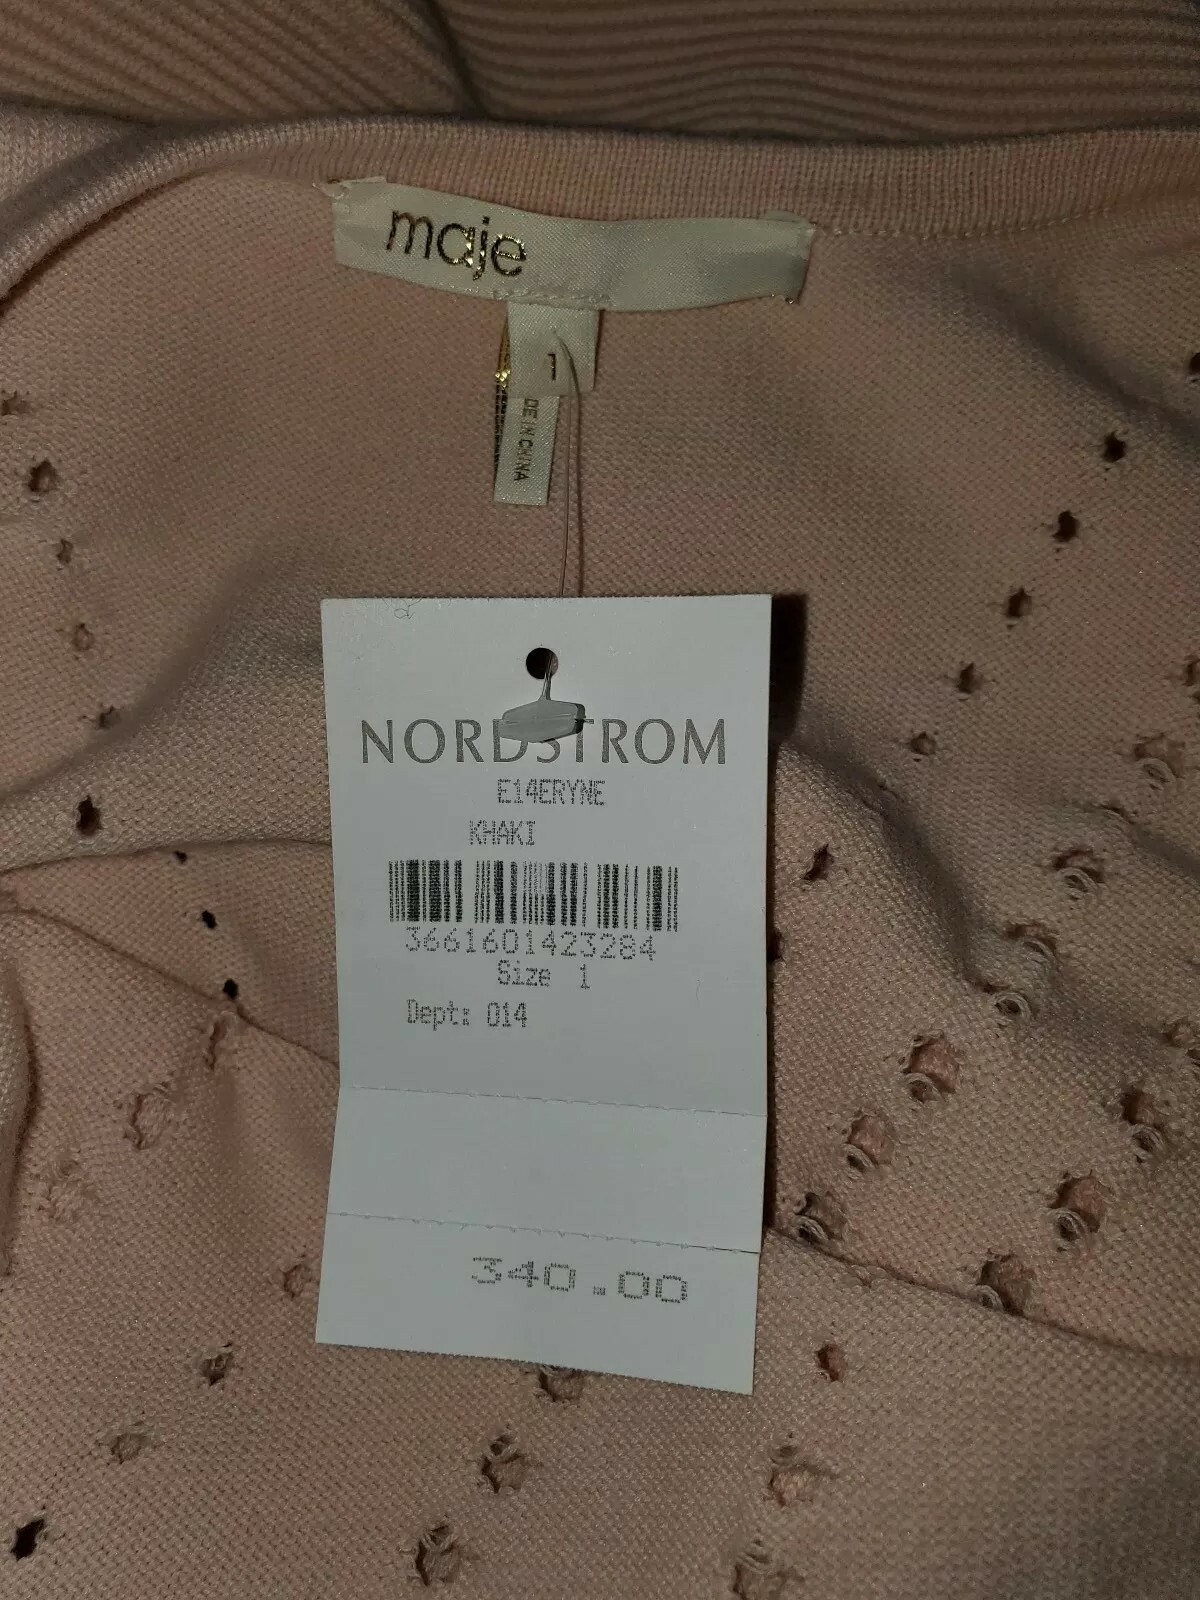 maje
1
DE IN CHINA
NORDSTROM
E14ERYNE
KHAKI
3661601423284
Size 1
Dept: 014
340.00